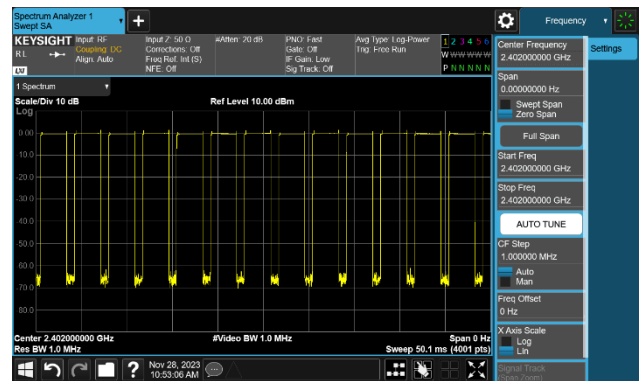 Spectrum Analyzer 1
Swept SA
Frequency
KEYSIGHT
Input: RF
Coupling: DC
Align: Auto
Input Z: 50 Ω
Corrections: Off
Freq Ref: Int (S)
NFE: Off
#Atten: 20 dB
PNO: Fast
Gate: Off
IF Gain: Low
Sig Track: Off
Avg Type: Log-Power
Trig: Free Run
1 2 3 4 5 6
W W W W W W
P N N N N N
RL
LXI
Center Frequency
2.402000000 GHz
Settings
Span
0.00000000 Hz
Swept Span
Zero Span
Full Span
Start Freq
2.402000000 GHz
Stop Freq
2.402000000 GHz
AUTO TUNE
CF Step
1.000000 MHz
Auto
Man
Freq Offset
0 Hz
X Axis Scale
Log
Lin
Signal Track
(Span Zoom)
1 Spectrum
Scale/Div 10 dB
Ref Level 10.00 dBm
Log
0.00
-10.0
-20.0
-30.0
-40.0
-50.0
-60.0
-70.0
-80.0
Center 2.402000000 GHz
#Video BW 1.0 MHz
Span 0 Hz
Res BW 1.0 MHz
Sweep 50.1 ms (4001 pts)
Nov 28, 2023
10:53:06 AM